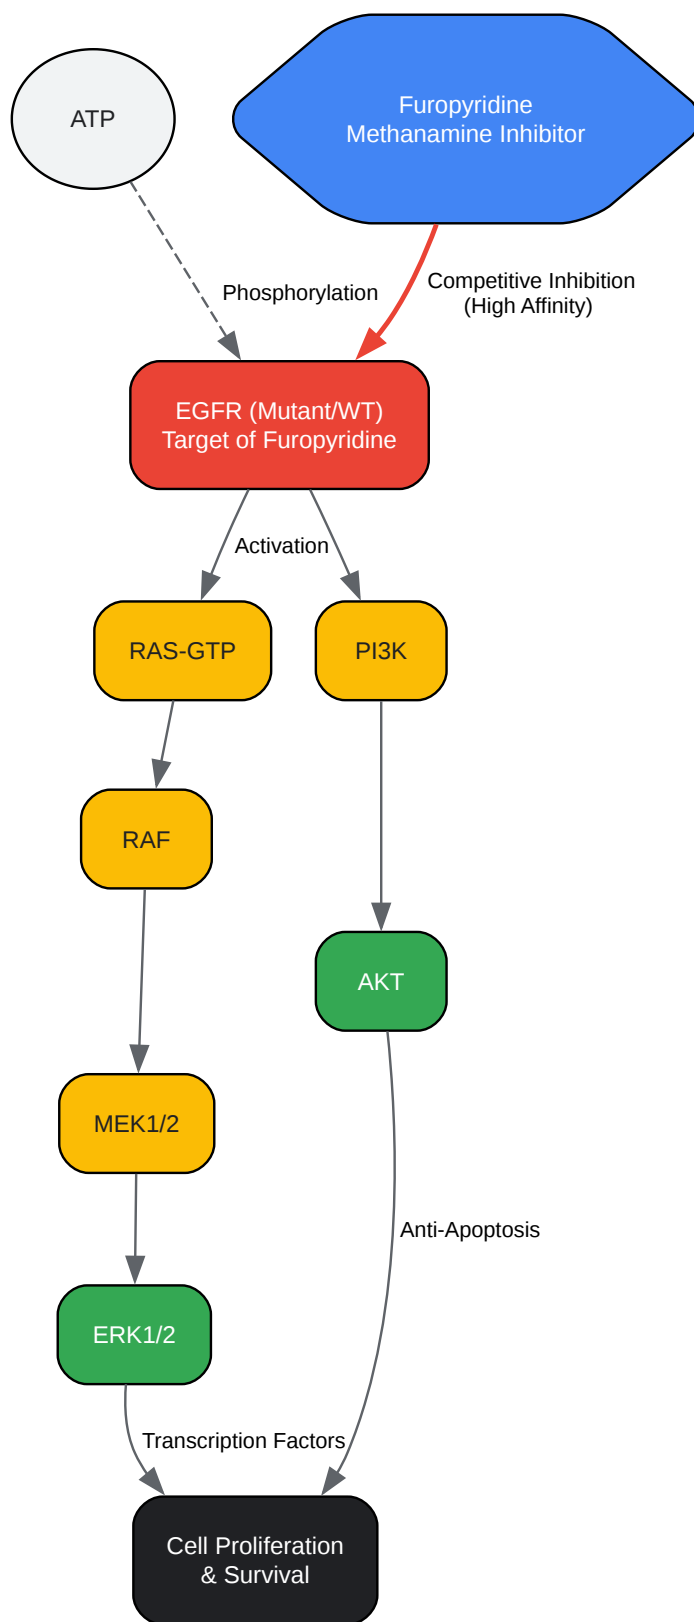 ATP
Furopyridine
Methanamine Inhibitor
Phosphorylation
Competitive Inhibition
(High Affinity)
EGFR (Mutant/WT)
Target of Furopyridine
Activation
RAS-GTP
PI3K
RAF
AKT
MEK1/2
Anti-Apoptosis
ERK1/2
Transcription Factors
Cell Proliferation
& Survival